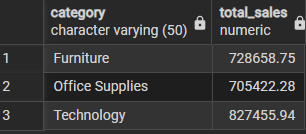 category total_sales
character varying (50) numeric
1 Furniture 728658.75
2 Office Supplies 705422.28
3 Technology 827455.94